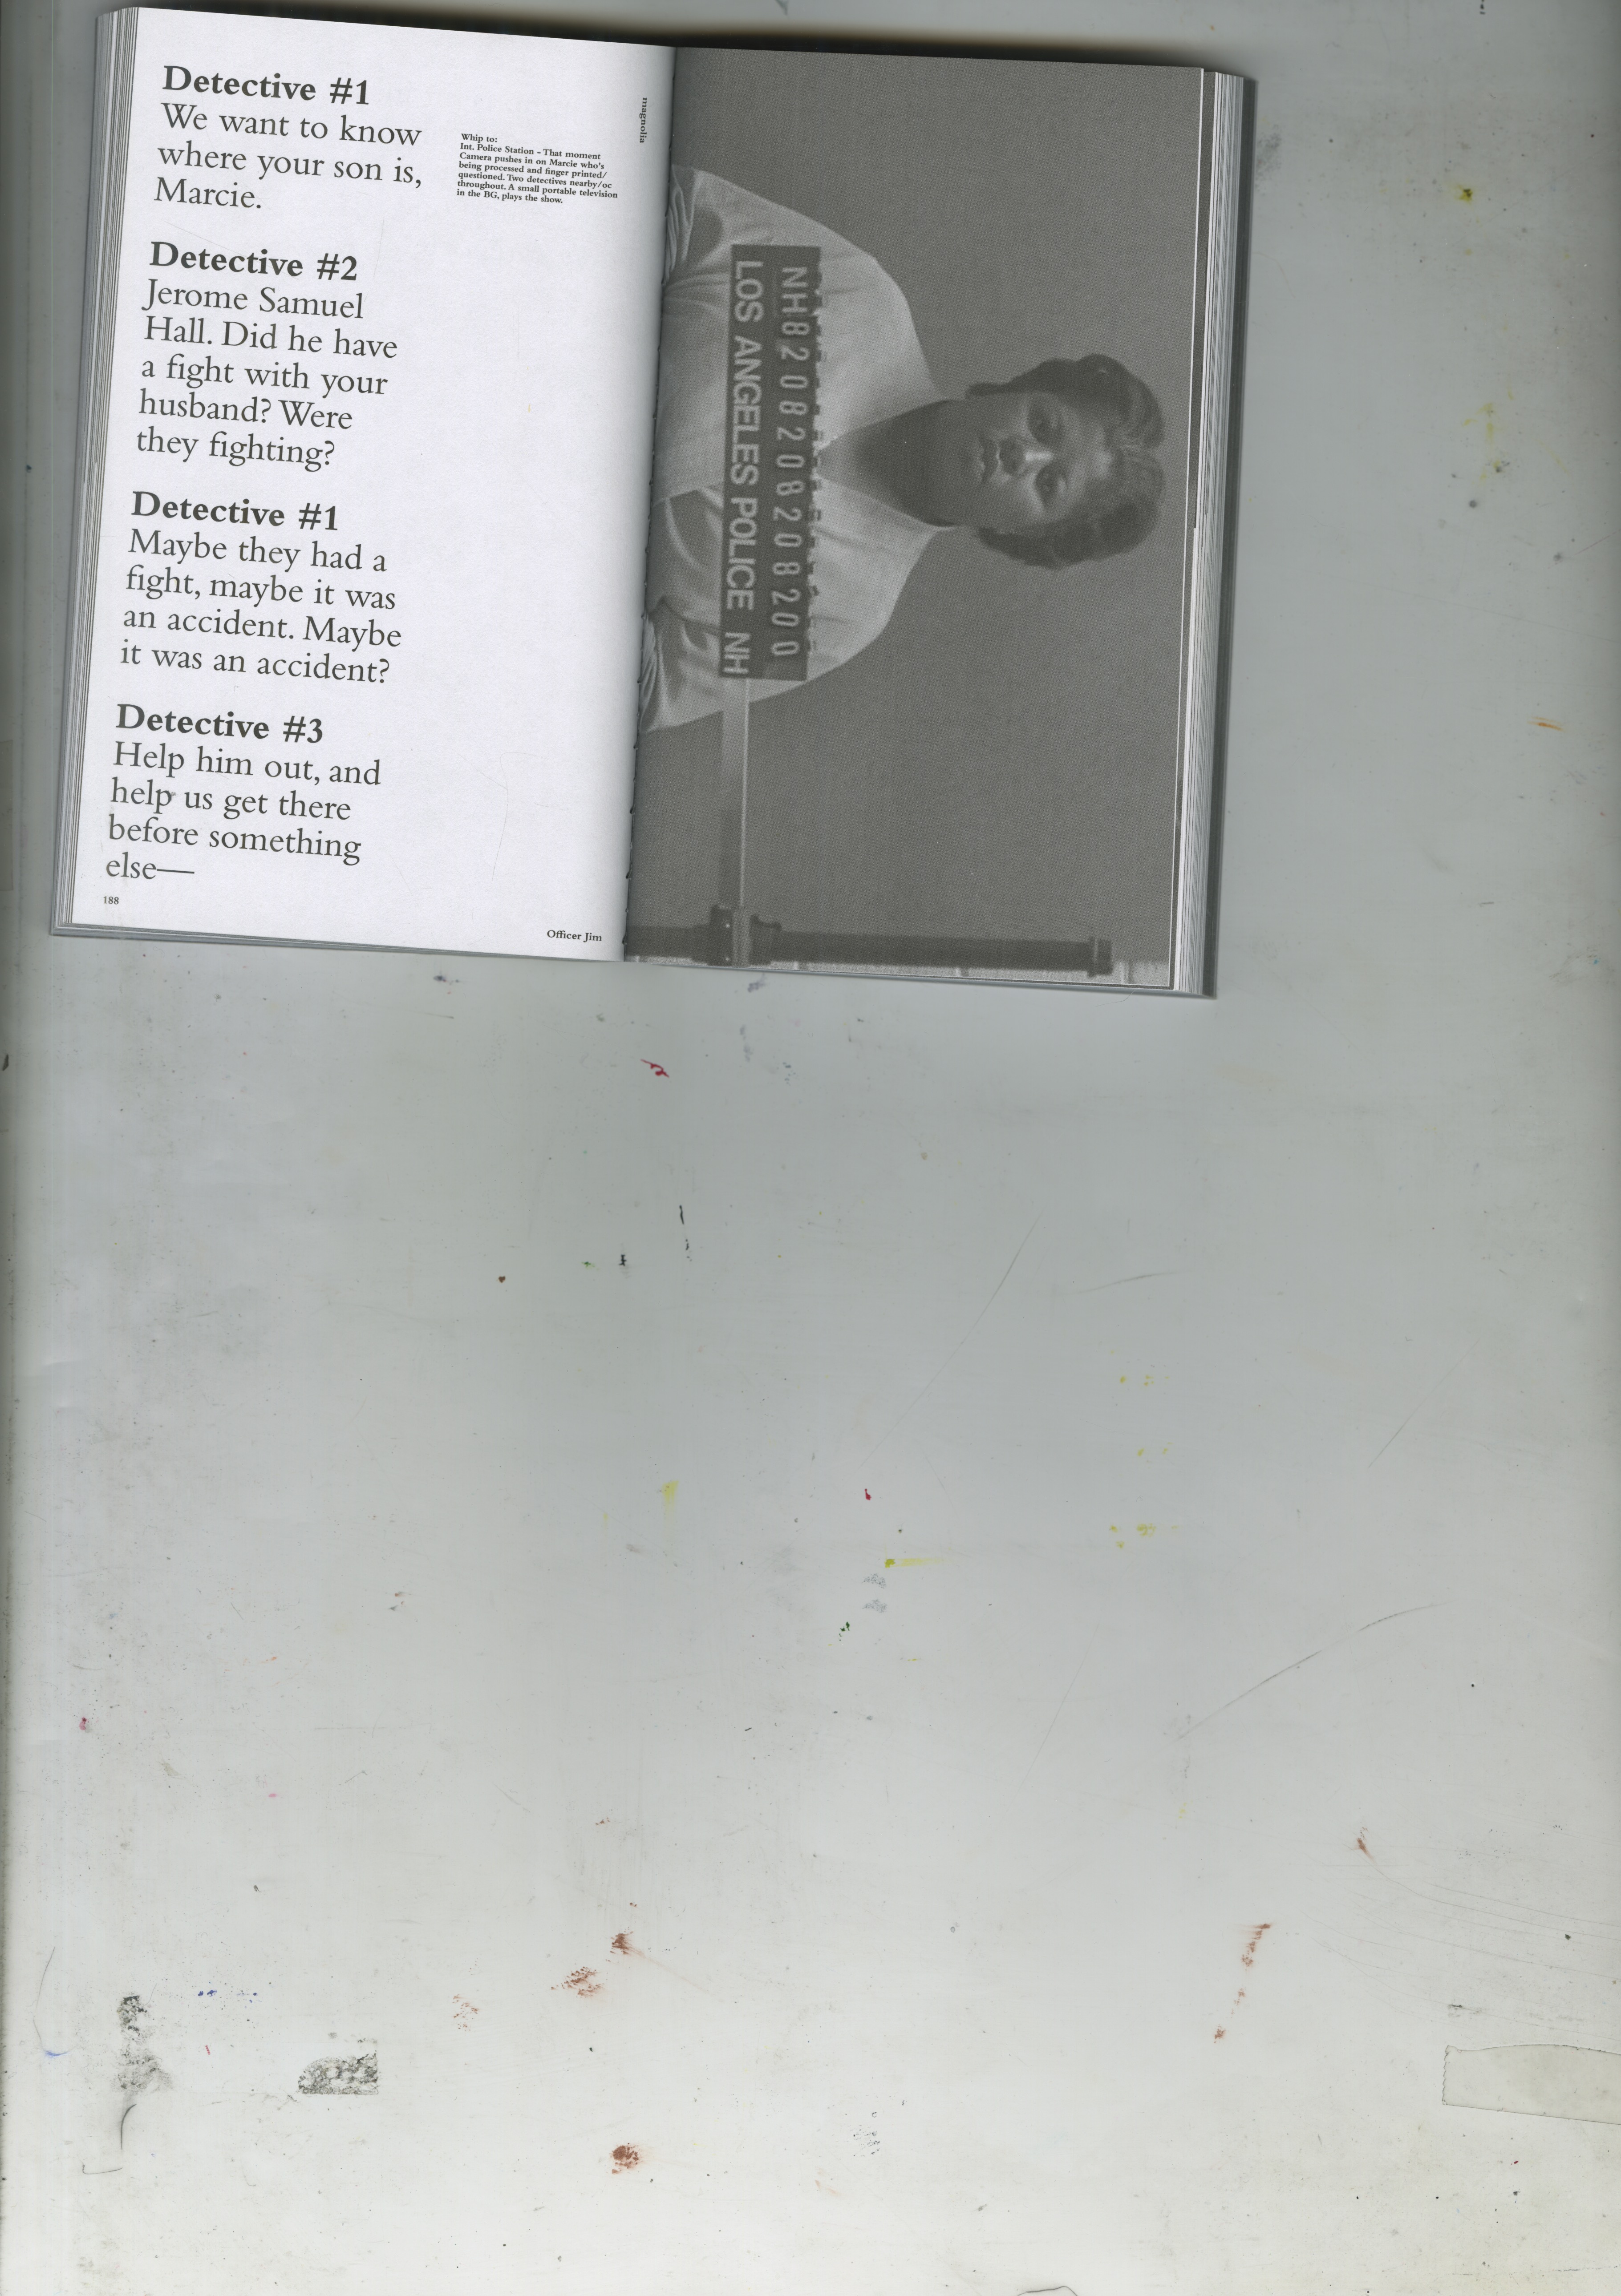 Detective #1
We want to know
where your son is,
Marcie.
Detective #2
Jerome Samuel
Hall. Did he have
a fight with your
husband? Were
they fighting?
Detective #1
Maybe they had a
fight, maybe it was
an accident. Maybe
it was an accident?
Detective #3
Help him out, and
help us get there
before something
else—
188
Whip to:
Int. Police Station - That moment
Camera pushes in on Marcie who's
being processed and finger printed/
questioned. Two detectives nearby/oc
throughout. A small portable television
in the BG, plays the show.
magnolia
Officer Jim
NH8208208208200
LOS ANGELES POLICE NH